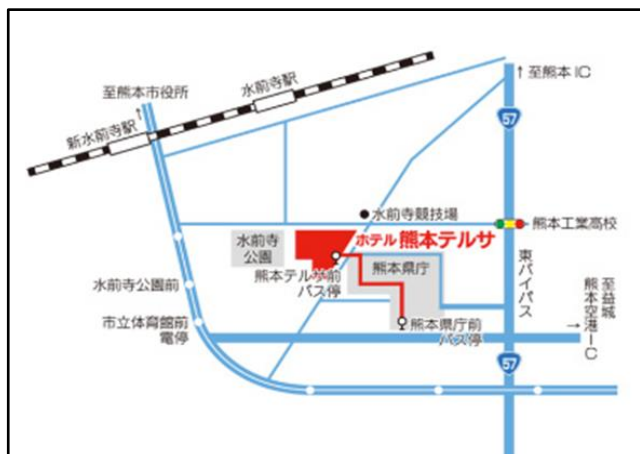 水前寺駅
至熊本市役所
↑至熊本IC
新水前寺駅
57
●水前寺競技場
熊本工業高校
水前寺
公園
ホテル熊本テルサ
熊本県庁
熊本テルサ前
バス停
水前寺公園前
東バイパス
至益城
熊本空港IC
市立体育館前
電停
熊本県庁前
バス停
57